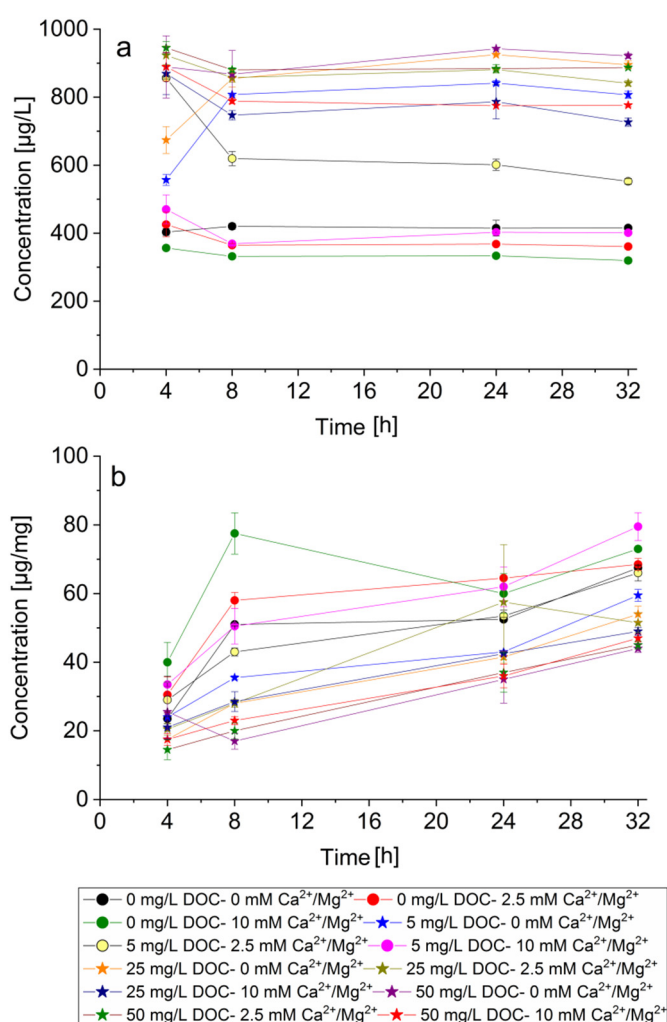 a
Concentration [µg/L]
1000
800
600
400
200
0
0 4 8 12 16 20 24 28 32
Time [h]
b
Concentration [µg/mg]
100
80
60
40
20
0
0 4 8 12 16 20 24 28 32
Time [h]
0 mg/L DOC- 0 mM Ca²⁺/Mg²⁺ 0 mg/L DOC- 2.5 mM Ca²⁺/Mg²⁺
0 mg/L DOC- 10 mM Ca²⁺/Mg²⁺ 5 mg/L DOC- 0 mM Ca²⁺/Mg²⁺
5 mg/L DOC- 2.5 mM Ca²⁺/Mg²⁺ 5 mg/L DOC- 10 mM Ca²⁺/Mg²⁺
25 mg/L DOC- 0 mM Ca²⁺/Mg²⁺ 25 mg/L DOC- 2.5 mM Ca²⁺/Mg²⁺
25 mg/L DOC- 10 mM Ca²⁺/Mg²⁺ 50 mg/L DOC- 0 mM Ca²⁺/Mg²⁺
50 mg/L DOC- 2.5 mM Ca²⁺/Mg²⁺ 50 mg/L DOC- 10 mM Ca²⁺/Mg²⁺